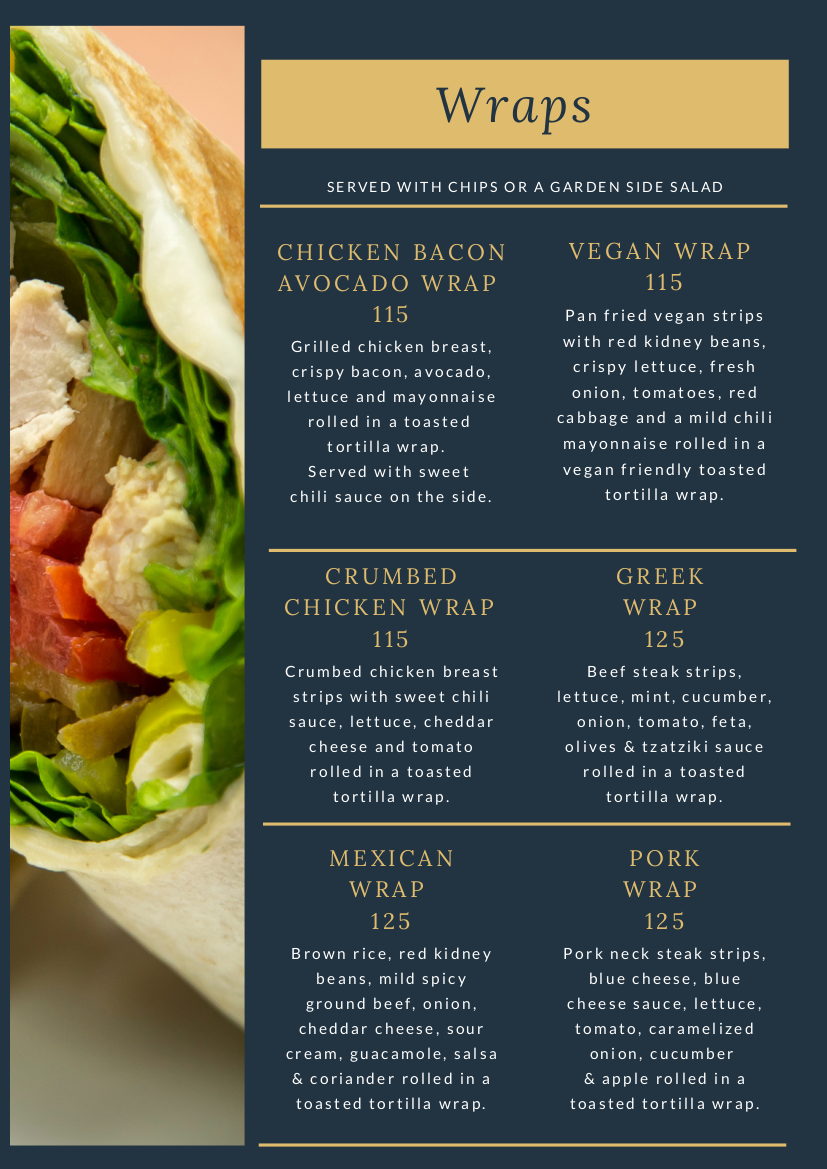 Wraps
SERVED WITH CHIPS OR A GARDEN SIDE SALAD
CHICKEN BACON
AVOCADO WRAP
115
Grilled chicken breast,
crispy bacon, avocado,
lettuce and mayonnaise
rolled in a toasted
tortilla wrap.
Served with sweet
chili sauce on the side.
VEGAN WRAP
115
Pan fried vegan strips
with red kidney beans,
crispy lettuce, fresh
onion, tomatoes, red
cabbage and a mild chili
mayonnaise rolled in a
vegan friendly toasted
tortilla wrap.
CRUMBED
CHICKEN WRAP
115
Crumbed chicken breast
strips with sweet chili
sauce, lettuce, cheddar
cheese and tomato
rolled in a toasted
tortilla wrap.
GREEK
WRAP
125
Beef steak strips,
lettuce, mint, cucumber,
onion, tomato, feta,
olives & tzatziki sauce
rolled in a toasted
tortilla wrap.
MEXICAN
WRAP
125
Brown rice, red kidney
beans, mild spicy
ground beef, onion,
cheddar cheese, sour
cream, guacamole, salsa
& coriander rolled in a
toasted tortilla wrap.
PORK
WRAP
125
Pork neck steak strips,
blue cheese, blue
cheese sauce, lettuce,
tomato, caramelized
onion, cucumber
& apple rolled in a
toasted tortilla wrap.